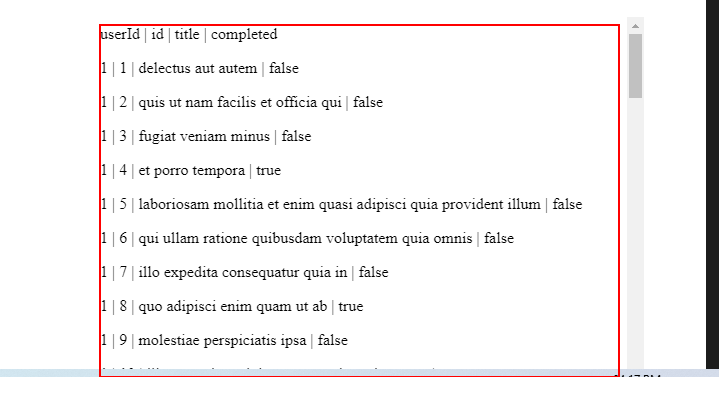 userId | id | title | completed
1 | 1 | delectus aut autem | false
1 | 2 | quis ut nam facilis et officia qui | false
1 | 3 | fugiat veniam minus | false
1 | 4 | et porro tempora | true
1 | 5 | laboriosam mollitia et enim quasi adipisci quia provident illum | false
1 | 6 | qui ullam ratione quibusdam voluptatem quia omnis | false
1 | 7 | illo expedita consequatur quia in | false
1 | 8 | quo adipisci enim quam ut ab | true
1 | 9 | molestiae perspiciatis ipsa | false